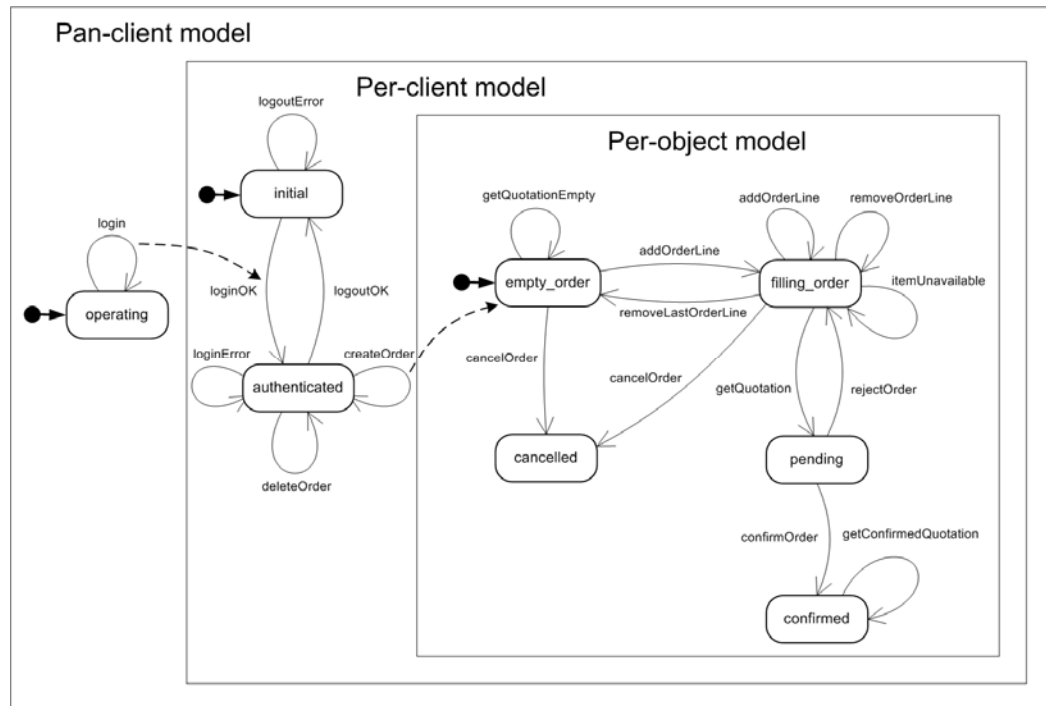 Pan-client model
Per-client model
logoutError
Per-object model
initial
getQuotationEmpty
addOrderLine
removeOrderLine
login
addOrderLine
empty_order
filling_order
itemUnavailable
loginOK
logoutOK
removeLastOrderLine
operating
loginError
createOrder
cancelOrder
cancelOrder
getQuotation
rejectOrder
authenticated
cancelled
pending
deleteOrder
confirmOrder
getConfirmedQuotation
confirmed